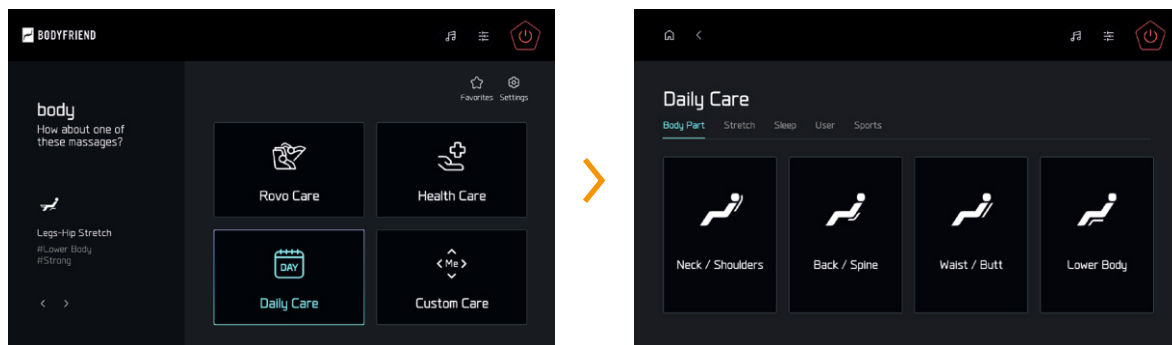 BODYFRIEND
Favorites Settings
body
How about one of
these massages?
Legs-Hip Stretch
#Lower Body
#Strong
Rovo Care
Health Care
DAY
Daily Care
< Me >
Custom Care
Daily Care
Body Part Stretch Sleep User Sports
Neck / Shoulders
Back / Spine
Waist / Butt
Lower Body